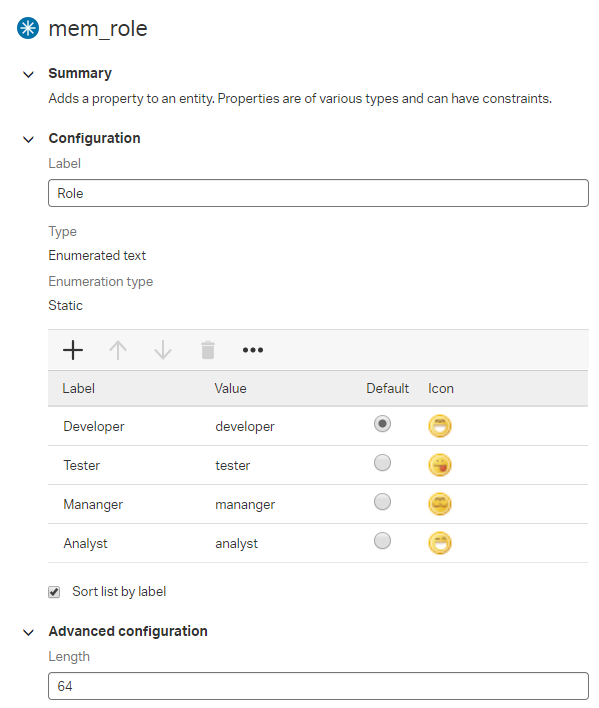 mem_role
Summary
Adds a property to an entity. Properties are of various types and can have constraints.
Configuration
Label
Role
Type
Enumerated text
Enumeration type
Static
Label Value Default Icon
Developer developer
Tester tester
Mananger mananger
Analyst analyst
Sort list by label
Advanced configuration
Length
64